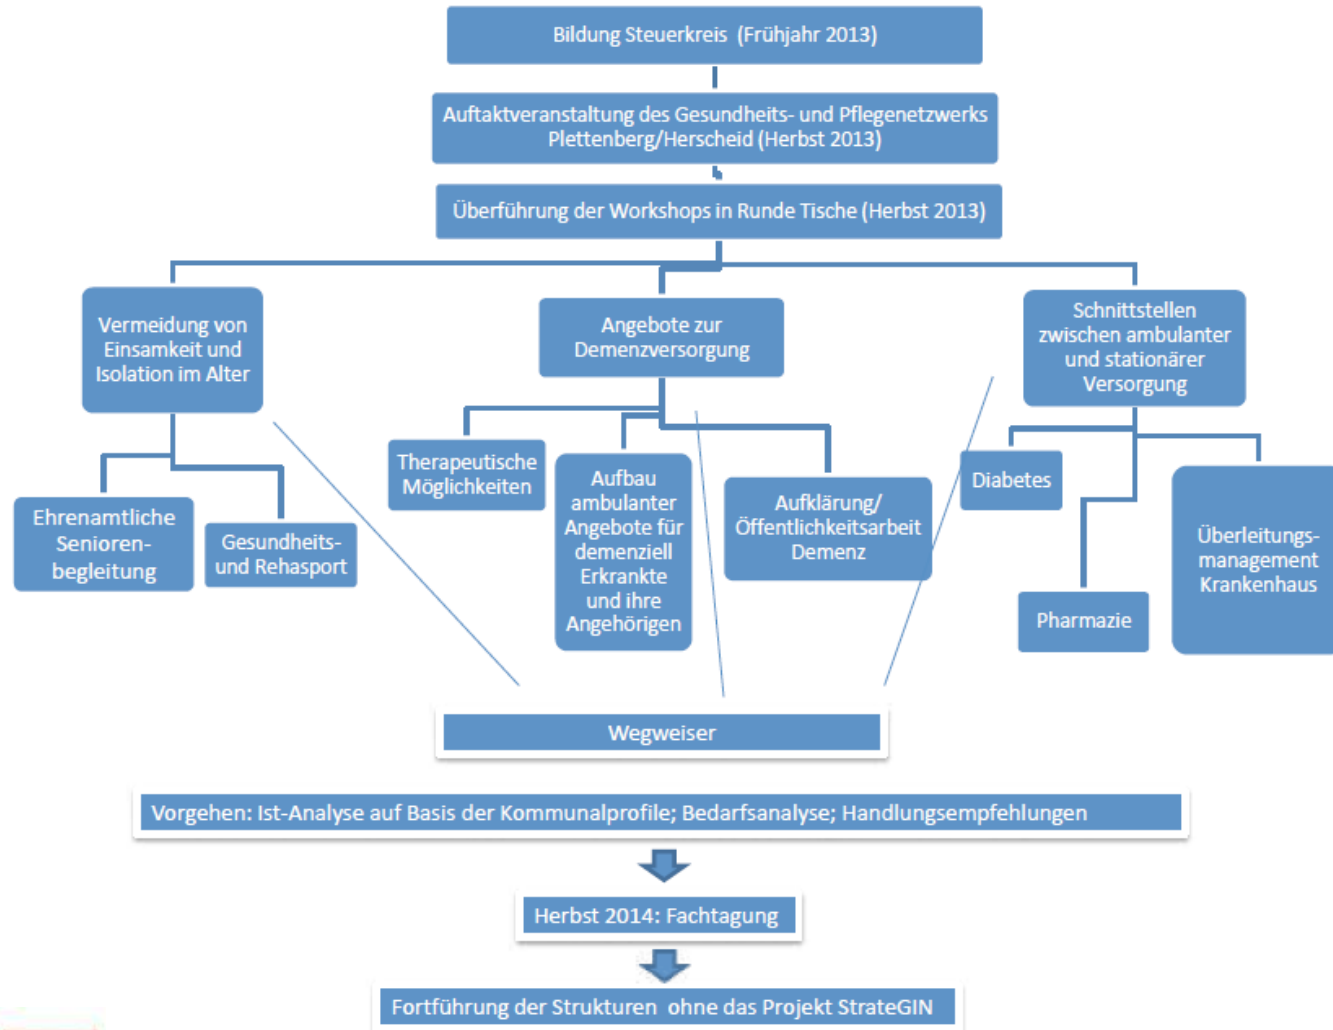 Bildung Steuerkreis (Frühjahr 2013)
Auftaktveranstaltung des Gesundheits- und Pflegenetzwerks
Plettenberg/Herscheid (Herbst 2013)
Überführung der Workshops in Runde Tische (Herbst 2013)
Vermeidung von
Einsamkeit und
Isolation im Alter
Angebote zur
Demenzversorgung
Schnittstellen
zwischen ambulanter
und stationärer
Versorgung
Ehrenamtliche
Senioren-
begleitung
Gesundheits-
und Rehasport
Therapeutische
Möglichkeiten
Aufbau
ambulanter
Angebote für
demenziell
Erkrankte
und ihre
Angehörigen
Aufklärung/
Öffentlichkeitsarbeit
Demenz
Diabetes
Pharmazie
Überleitungs-
management
Krankenhaus
Wegweiser
Vorgehen: Ist-Analyse auf Basis der Kommunalprofile; Bedarfsanalyse; Handlungsempfehlungen
Herbst 2014: Fachtagung
Fortführung der Strukturen ohne das Projekt StrateGIN